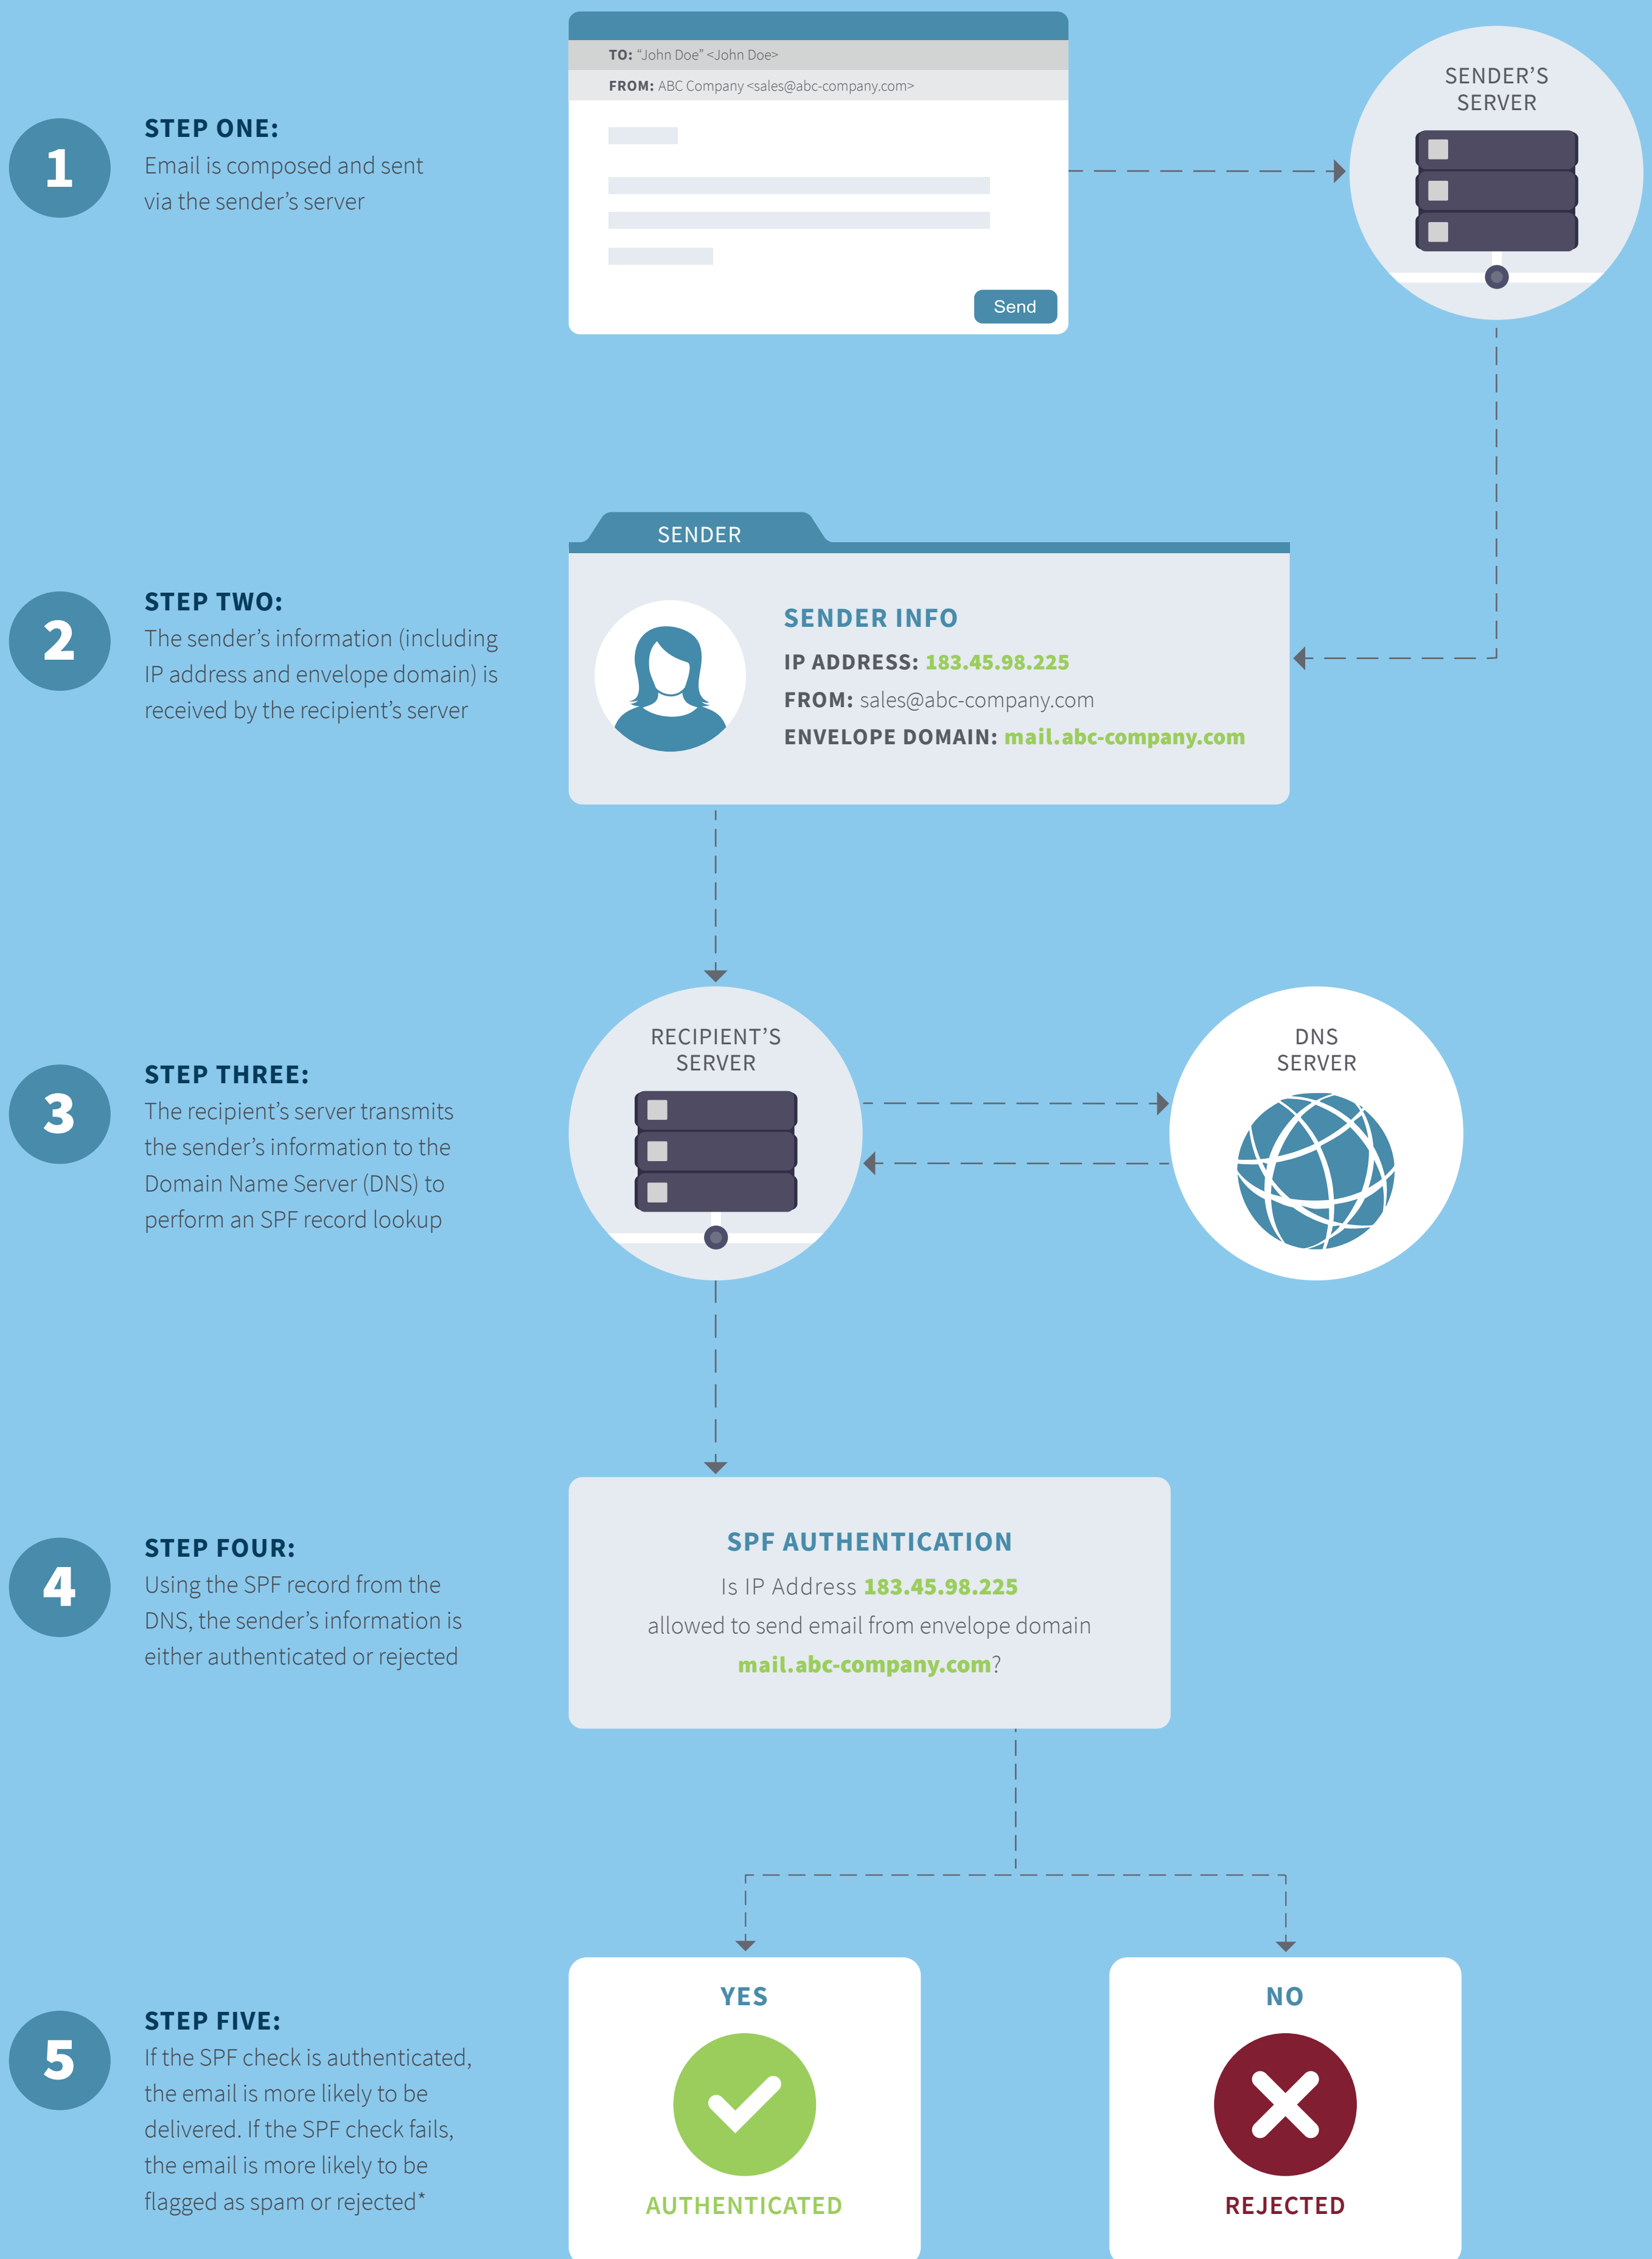 TO: “John Doe” <John Doe>
FROM: ABC Company <sales@abc-company.com>
Send
SENDER’S
SERVER
1
STEP ONE:
Email is composed and sent
via the sender’s server
2
STEP TWO:
The sender’s information (including
IP address and envelope domain) is
received by the recipient’s server
SENDER
SENDER INFO
IP ADDRESS: 183.45.98.225
FROM: sales@abc-company.com
ENVELOPE DOMAIN: mail.abc-company.com
3
STEP THREE:
The recipient’s server transmits
the sender’s information to the
Domain Name Server (DNS) to
perform an SPF record lookup
RECIPIENT’S
SERVER
DNS
SERVER
4
STEP FOUR:
Using the SPF record from the
DNS, the sender’s information is
either authenticated or rejected
SPF AUTHENTICATION
Is IP Address 183.45.98.225
allowed to send email from envelope domain
mail.abc-company.com?
5
STEP FIVE:
If the SPF check is authenticated,
the email is more likely to be
delivered. If the SPF check fails,
the email is more likely to be
flagged as spam or rejected*
YES
AUTHENTICATED
NO
REJECTED